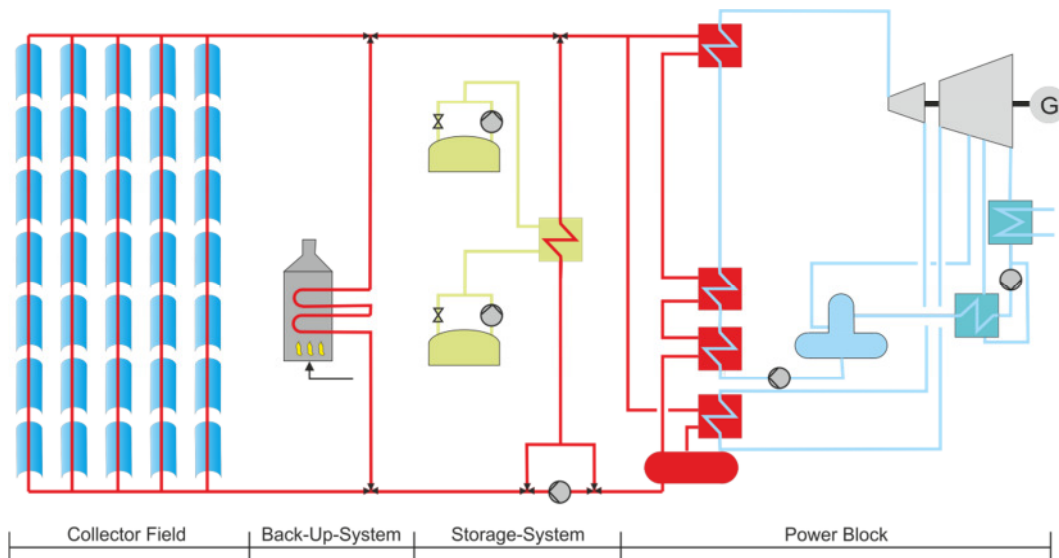 G
Collector Field
Back-Up-System
Storage-System
Power Block